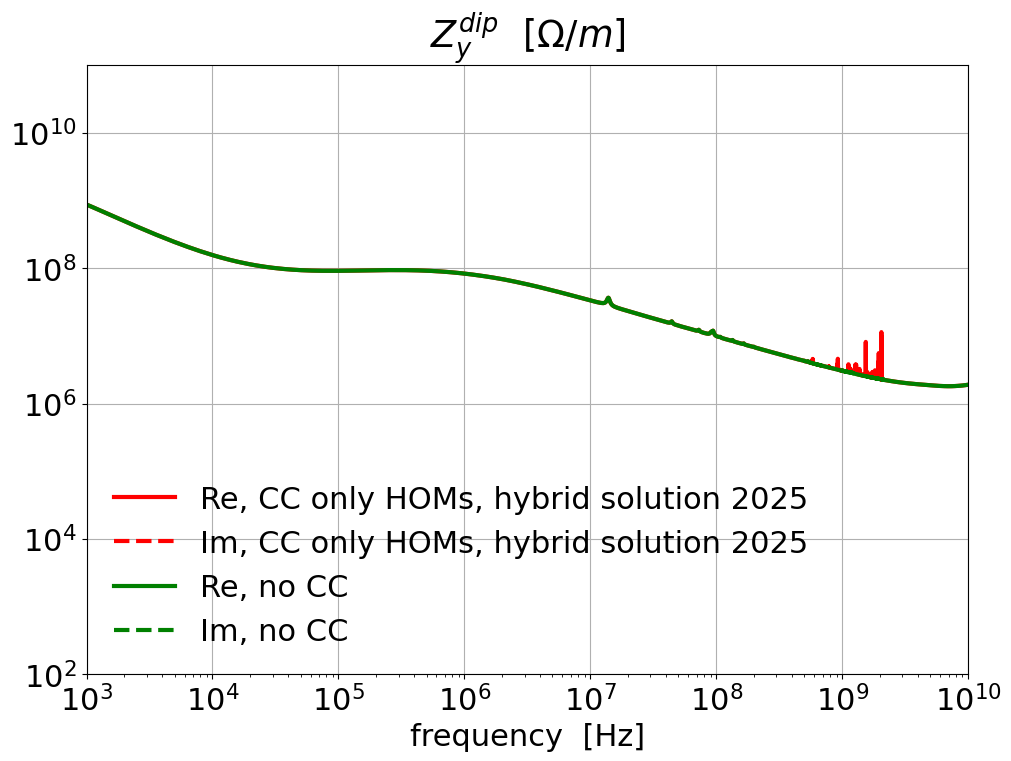 Z_y^{dip} [Ω/m]
10^{10}
10^8
10^6
10^4
10^2
Re, CC only HOMs, hybrid solution 2025
Im, CC only HOMs, hybrid solution 2025
Re, no CC
Im, no CC
10^3 10^4 10^5 10^6 10^7 10^8 10^9 10^{10}
frequency [Hz]